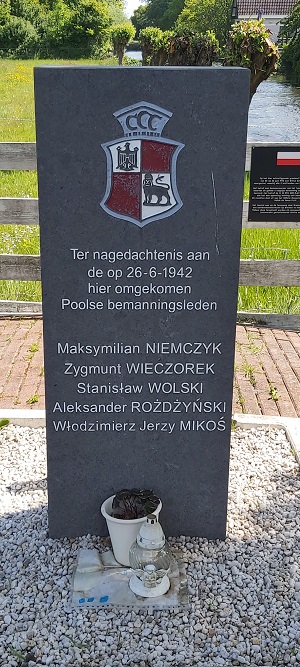 CCC
Ter nagedachtenis aan
de op 26-6-1942
hier omgekomen
Poolse bemanningsleden
Maksymilian NIEMCZYK
Zygmunt WIECZOREK
Stanisław WOLSKI
Aleksander ROŻDŻYŃSKI
Włodzimierz Jerzy MIKOŚ